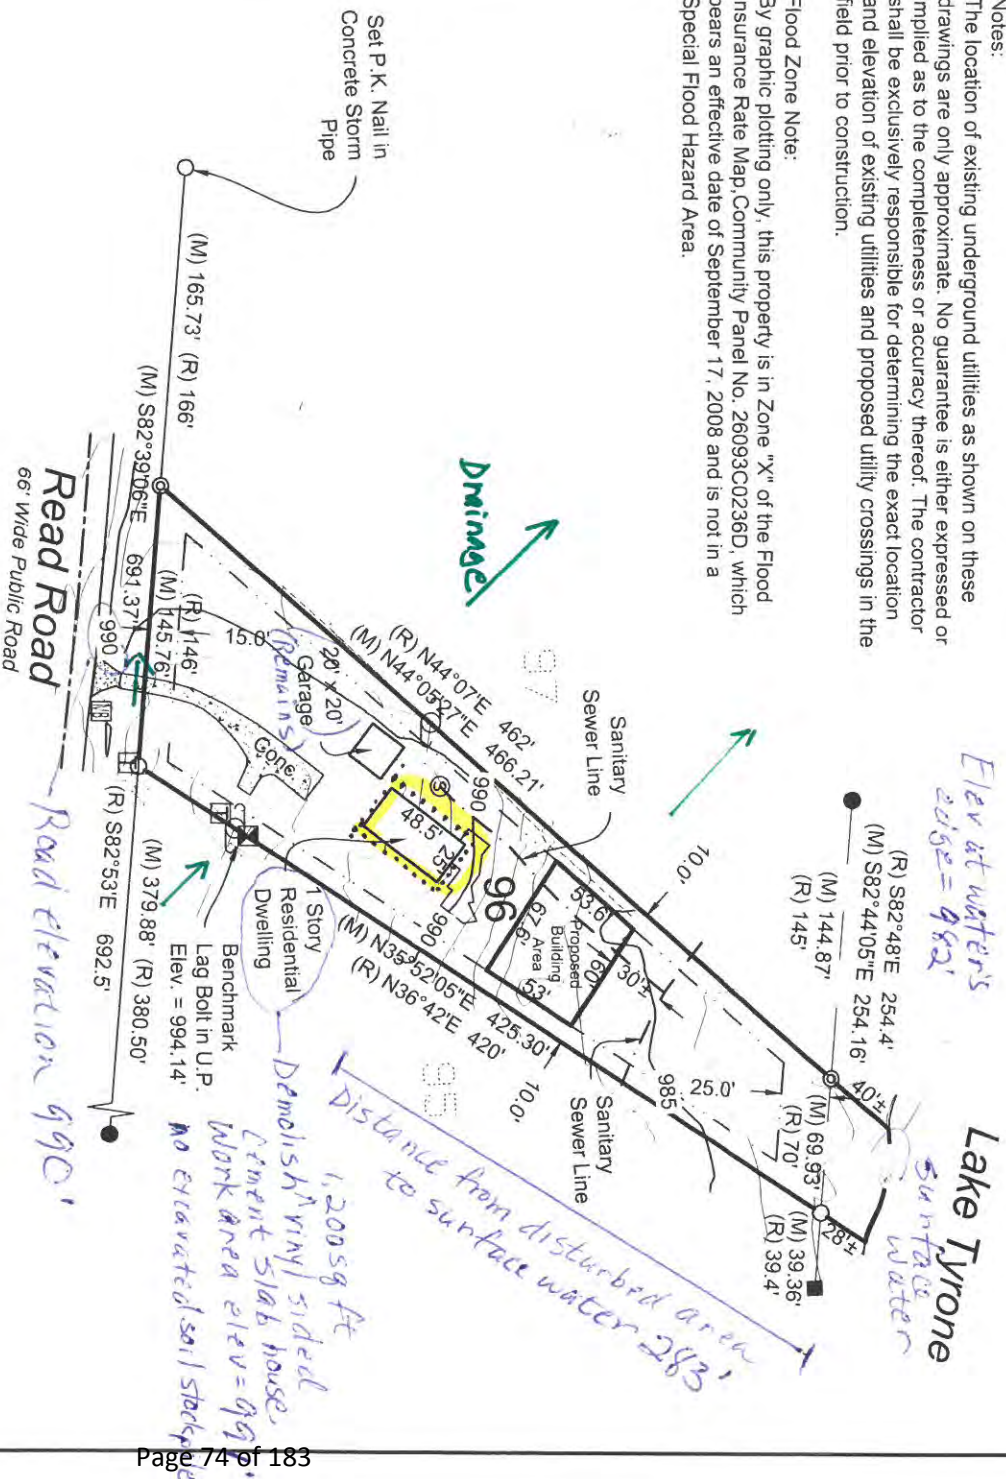 Notes:
The location of existing underground utilities as shown on these
drawings are only approximate. No guarantee is either expressed or
mplied as to the completeness or accuracy thereof. The contractor
shall be exclusively responsible for determining the exact location
and elevation of existing utilities and proposed utility crossings in the
field prior to construction.
Flood Zone Note:
By graphic plotting only, this property is in Zone "X" of the Flood
nsurance Rate Map,Community Panel No. 26093C0236D, which
bears an effective date of September 17, 2008 and is not in a
Special Flood Hazard Area.
Elev at water's
edge = 982'
Lake Tyrone
Surface
water
(R) S82°48'E 254.4'
(M) S82°44'05"E 254.16'
(M) 144.87'
(R) 145'
40'±
(M) 69.93'
(R) 70'
(M) 39.36'
(R) 39.4'
28'±
Drainage
97
Sanitary
Sewer Line
(R) N44°07'E 462'
(M) N44°05'27"E 466.21'
10.0'
25.0'
985
30'±
53.6'
60'
62.9'
53'
Proposed
Building
Area
96
990
990
S
48.5'
25'
20' x 20'
Garage
(Remains)
15.0'
Conc.
1 Story
Residential
Dwelling
(M) N35°52'05"E 425.30'
(R) N36°42'E 420'
10.0'
Sanitary
Sewer Line
95
Distance from disturbed area
to surface water 283'
1,200 sq ft
Demolish ^ vinyl sided
Cement slab house.
Work area elev = 991'
no excavated soil stockpile
Set P.K. Nail in
Concrete Storm
Pipe
(M) 165.73' (R) 166'
(M) S82°39'06"E 691.37'
(R) 146'
(M) 145.76'
990
MB
T
Read Road
66' Wide Public Road
(R) S82°53'E 692.5'
(M) 379.88' (R) 380.50'
Benchmark
Lag Bolt in U.P.
Elev. = 994.14'
Road elevation 990'
Page 74 of 183